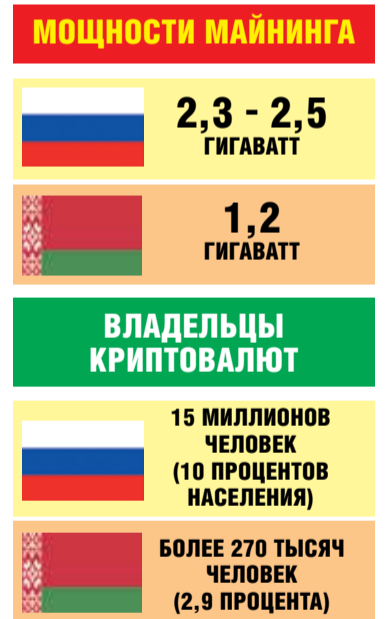 МОЩНОСТИ МАЙНИНГА
2,3 - 2,5
ГИГАВАТТ
1,2
ГИГАВАТТ
ВЛАДЕЛЬЦЫ
КРИПТОВАЛЮТ
15 МИЛЛИОНОВ
ЧЕЛОВЕК
(10 ПРОЦЕНТОВ
НАСЕЛЕНИЯ)
БОЛЕЕ 270 ТЫСЯЧ
ЧЕЛОВЕК
(2,9 ПРОЦЕНТА)